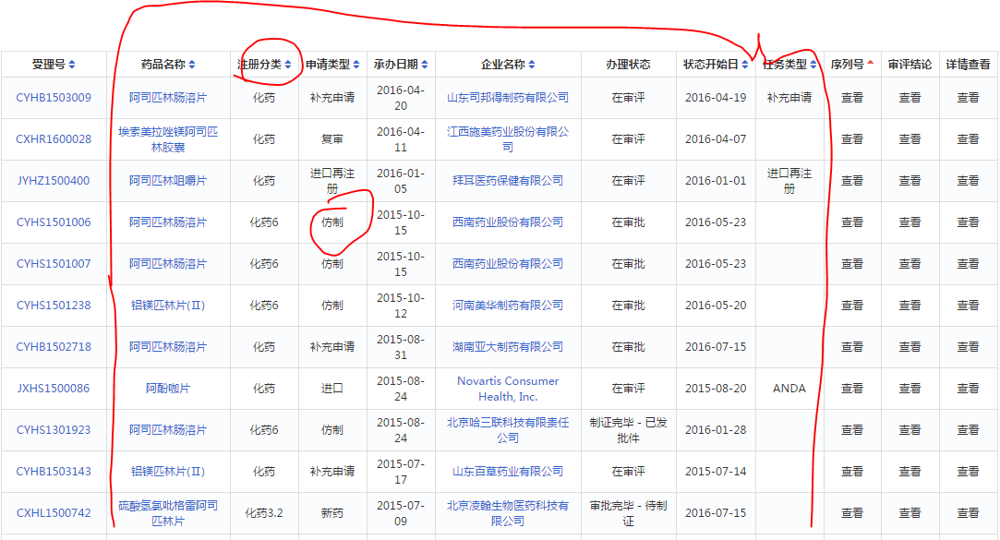 受理号 药品名称 注册分类 申请类型 承办日期 企业名称 办理状态 状态开始日 任务类型 序列号 审评结论 详情查看
CYHB1503009 阿司匹林肠溶片 化药 补充申请 2016-04-20 山东司邦得制药有限公司 在审评 2016-04-19 补充申请 查看 查看 查看
CXHR1600028 埃索美拉唑镁阿司匹林胶囊 化药 复审 2016-04-11 江西施美药业股份有限公司 在审评 2016-04-07 查看 查看 查看
JYHZ1500400 阿司匹林咀嚼片 化药 进口再注册 2016-01-05 拜耳医药保健有限公司 在审评 2016-01-01 进口再注册 查看 查看 查看
CYHS1501006 阿司匹林肠溶片 化药6 仿制 2015-10-15 西南药业股份有限公司 在审批 2016-05-23 查看 查看 查看
CYHS1501007 阿司匹林肠溶片 化药6 仿制 2015-10-15 西南药业股份有限公司 在审批 2016-05-23 查看 查看 查看
CYHS1501238 铝镁匹林片(Ⅱ) 化药6 仿制 2015-10-12 河南美华制药有限公司 在审批 2016-05-20 查看 查看 查看
CYHB1502718 阿司匹林肠溶片 化药 补充申请 2015-08-31 湖南亚大制药有限公司 在审批 2016-07-15 查看 查看 查看
JXHS1500086 阿酚咖片 化药 进口 2015-08-24 Novartis Consumer Health, Inc. 在审评 2015-08-20 ANDA 查看 查看 查看
CYHS1301923 阿司匹林肠溶片 化药6 仿制 2015-08-24 北京哈三联科技有限责任公司 制证完毕－已发批件 2016-01-28 查看 查看 查看
CYHB1503143 铝镁匹林片(Ⅱ) 化药 补充申请 2015-07-17 山东百草药业有限公司 在审评 2015-07-14 查看 查看 查看
CXHL1500742 硫酸氢氯吡格雷阿司匹林片 化药3.2 新药 2015-07-09 北京凌翰生物医药科技有限公司 审批完毕－待制证 2016-07-15 查看 查看 查看